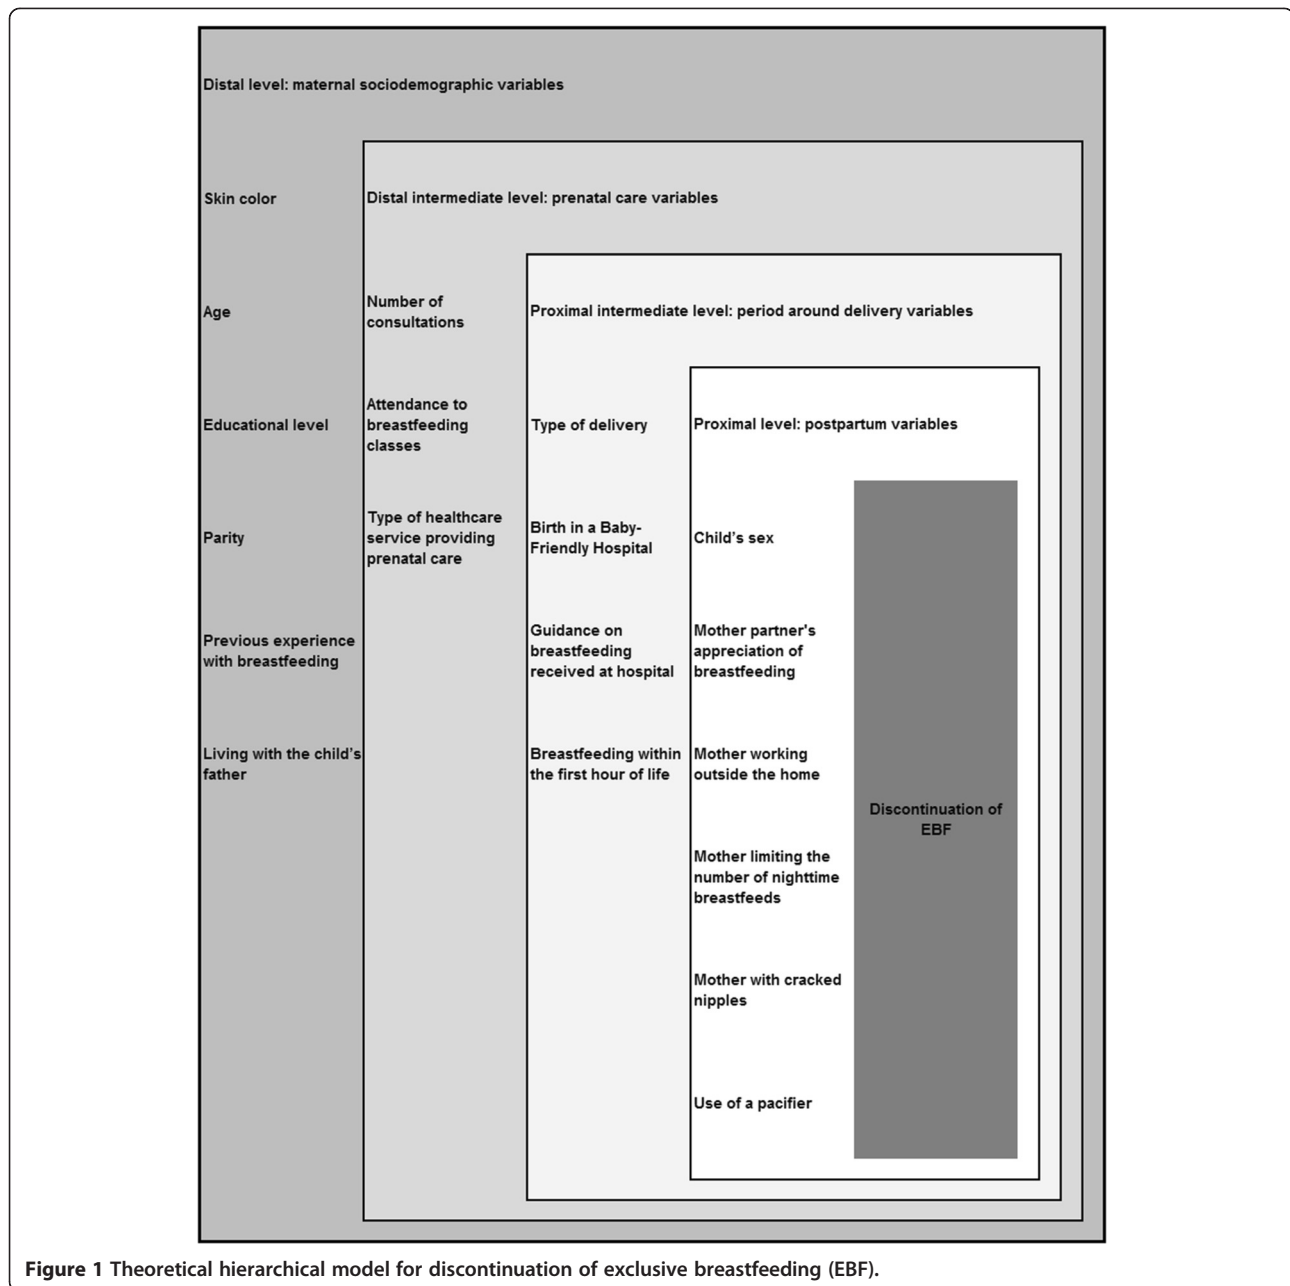 Distal level: maternal sociodemographic variables
Skin color
Age
Educational level
Parity
Previous experience
with breastfeeding
Living with the child's
father
Distal intermediate level: prenatal care variables
Number of
consultations
Attendance to
breastfeeding
classes
Type of healthcare
service providing
prenatal care
Proximal intermediate level: period around delivery variables
Type of delivery
Birth in a Baby-
Friendly Hospital
Guidance on
breastfeeding
received at hospital
Breastfeeding within
the first hour of life
Proximal level: postpartum variables
Child's sex
Mother partner's
appreciation of
breastfeeding
Mother working
outside the home
Mother limiting the
number of nighttime
breastfeeds
Mother with cracked
nipples
Use of a pacifier
Discontinuation of
EBF
Figure 1 Theoretical hierarchical model for discontinuation of exclusive breastfeeding (EBF).